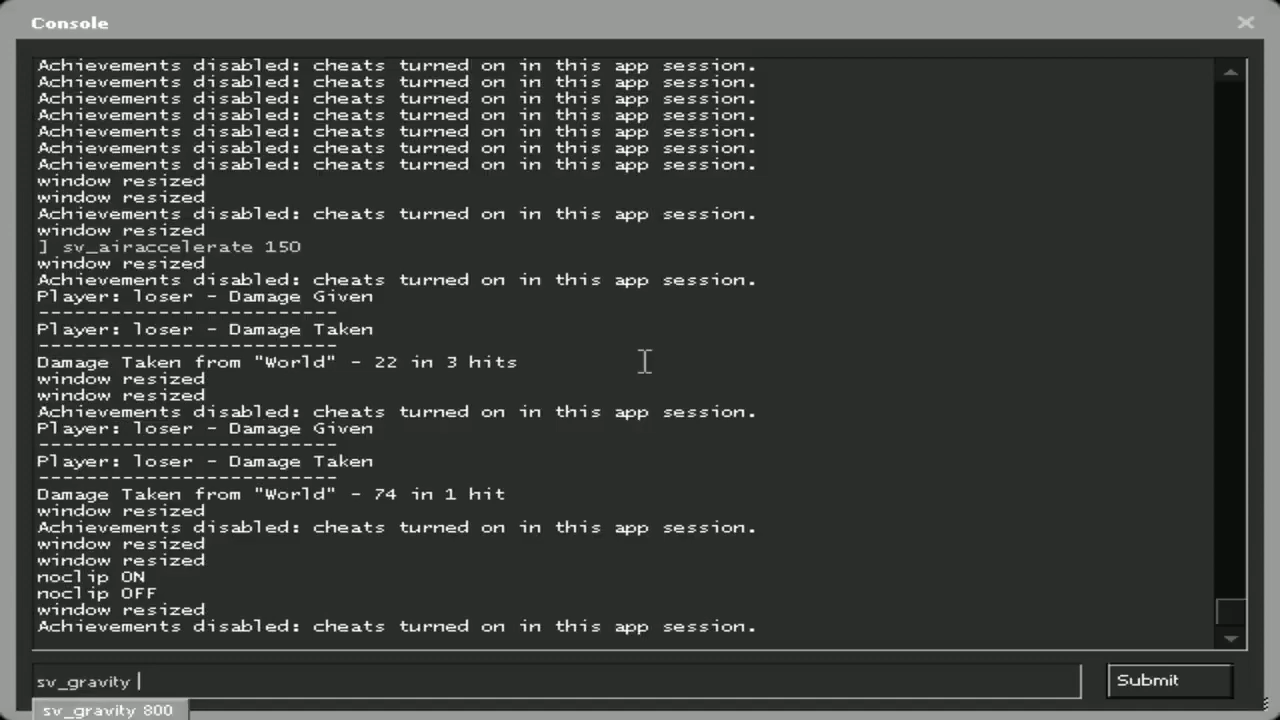 Console
Achievements disabled: cheats turned on in this app session.
Achievements disabled: cheats turned on in this app session.
Achievements disabled: cheats turned on in this app session.
Achievements disabled: cheats turned on in this app session.
Achievements disabled: cheats turned on in this app session.
Achievements disabled: cheats turned on in this app session.
Achievements disabled: cheats turned on in this app session.
window resized
window resized
Achievements disabled: cheats turned on in this app session.
window resized
] sv_airaccelerate 150
window resized
Achievements disabled: cheats turned on in this app session.
Player: loser - Damage Given
-------------------------
Player: loser - Damage Taken
-------------------------
Damage Taken from "World" - 22 in 3 hits
window resized
window resized
Achievements disabled: cheats turned on in this app session.
Player: loser - Damage Given
-------------------------
Player: loser - Damage Taken
-------------------------
Damage Taken from "World" - 74 in 1 hit
window resized
Achievements disabled: cheats turned on in this app session.
window resized
window resized
noclip ON
noclip OFF
window resized
Achievements disabled: cheats turned on in this app session.
sv_gravity
Submit
sv_gravity 800